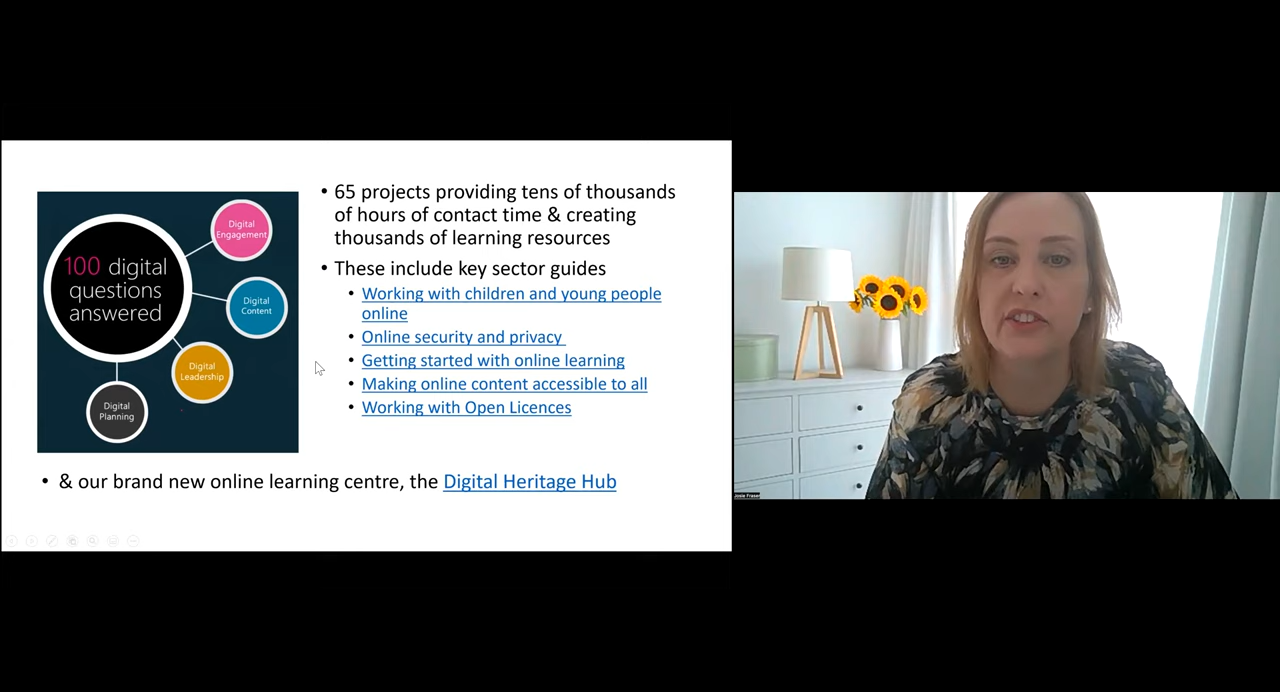 100 digital
questions
answered
Digital
Engagement
Digital
Content
Digital
Leadership
Digital
Planning
• 65 projects providing tens of thousands
of hours of contact time & creating
thousands of learning resources
• These include key sector guides
• Working with children and young people
online
• Online security and privacy
• Getting started with online learning
• Making online content accessible to all
• Working with Open Licences
• & our brand new online learning centre, the Digital Heritage Hub
Josie Fraser